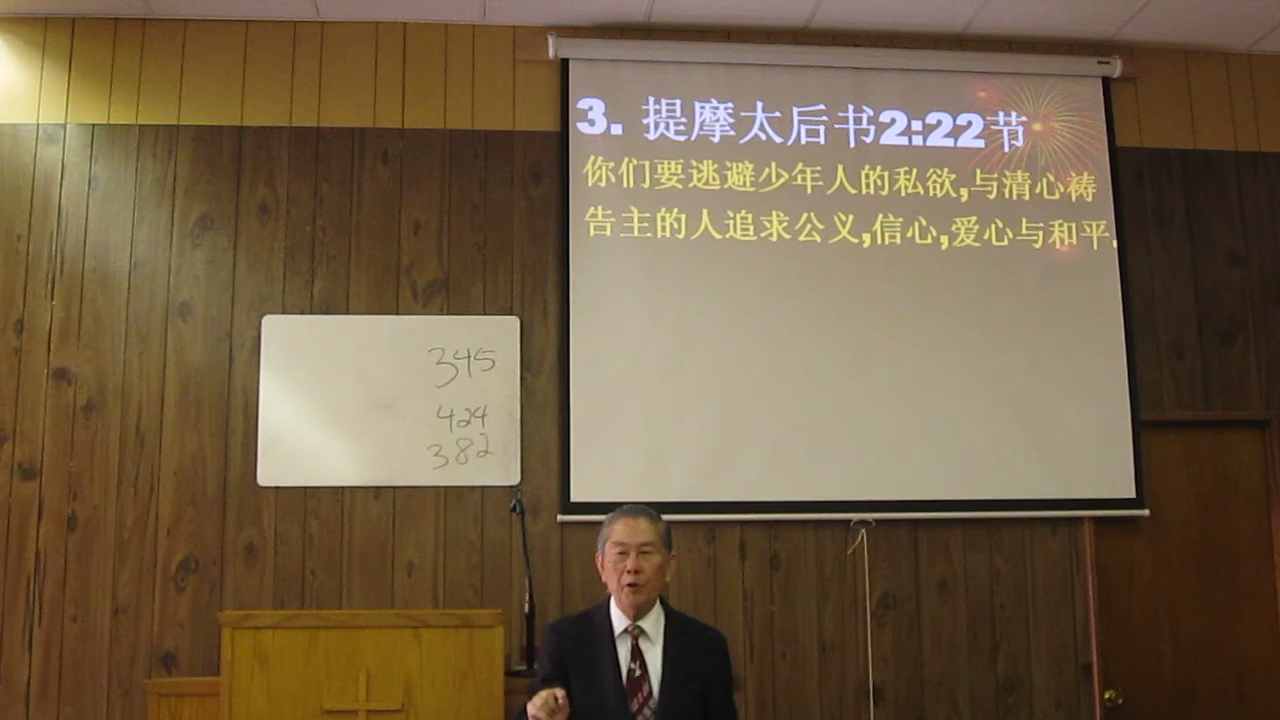 3. 提摩太后书2:22节
你们要逃避少年人的私欲,与清心祷
告主的人追求公义,信心,爱心与和平.
345
424
382